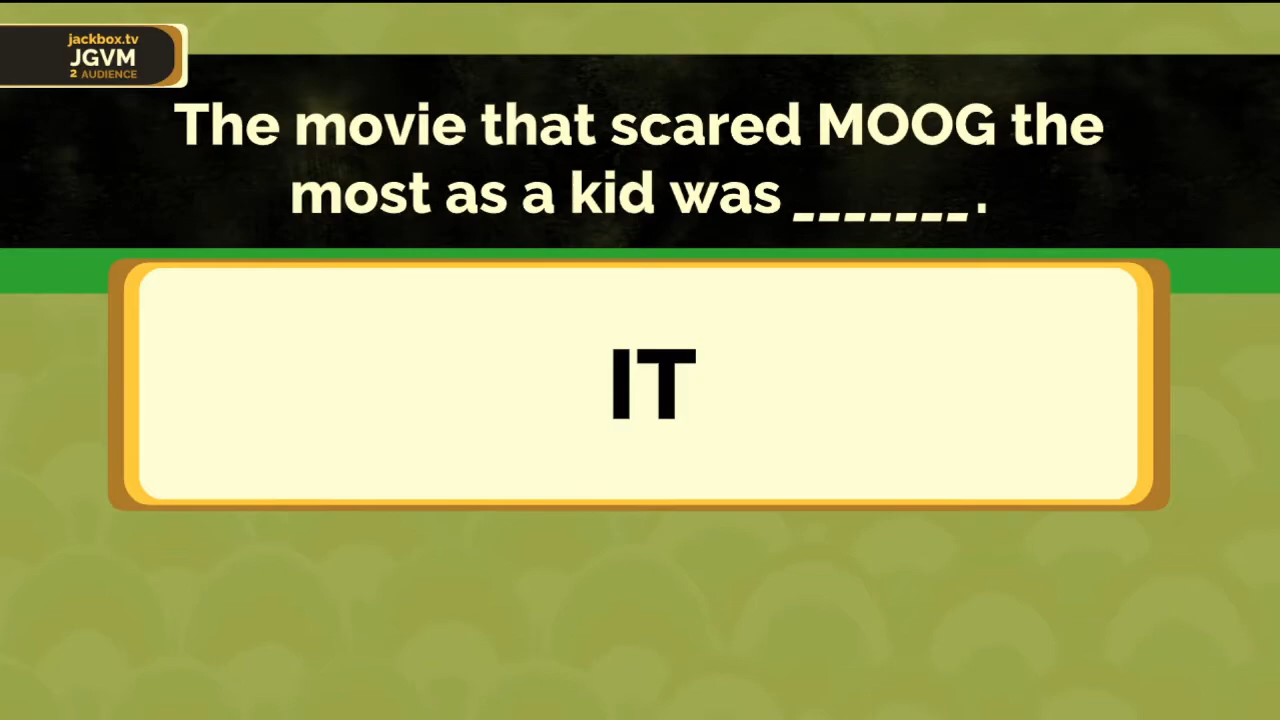 jackbox.tv
JGVM
2 AUDIENCE
The movie that scared MOOG the
most as a kid was _______.
IT